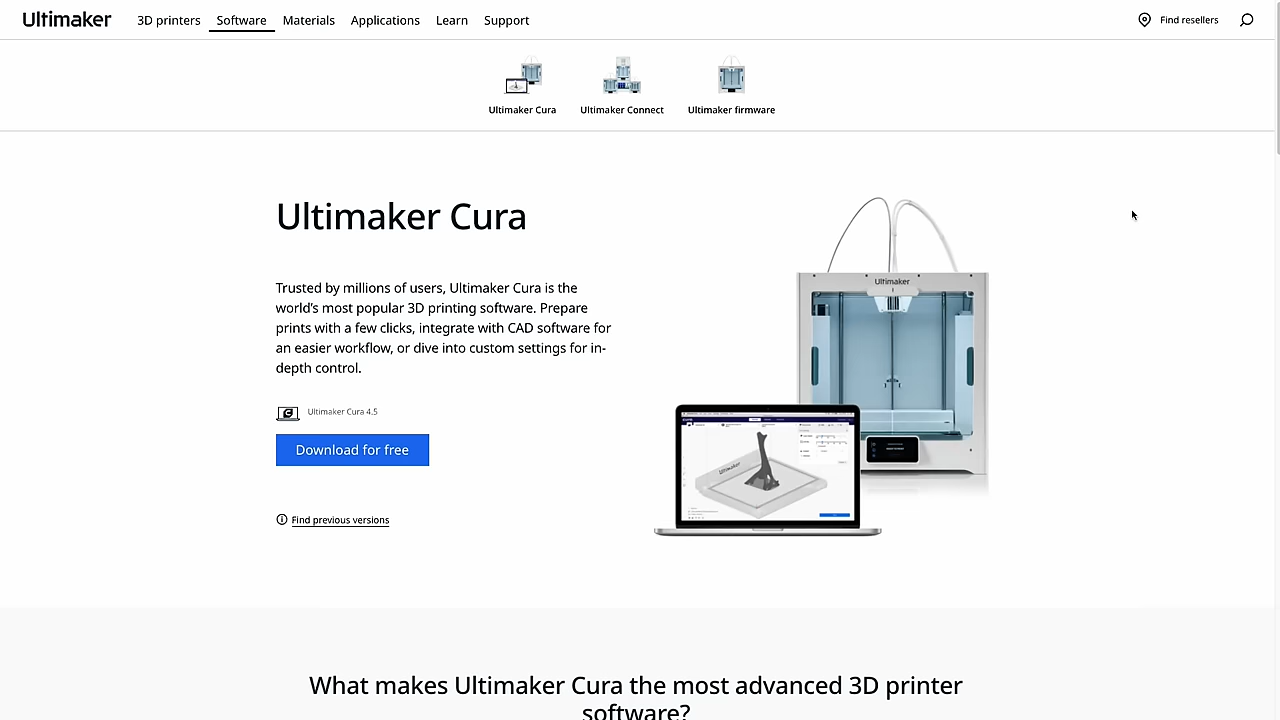 Ultimaker
3D printers
Software
Materials
Applications
Learn
Support
Find resellers
Ultimaker Cura
Ultimaker Connect
Ultimaker firmware
Ultimaker Cura
Trusted by millions of users, Ultimaker Cura is the
world's most popular 3D printing software. Prepare
prints with a few clicks, integrate with CAD software for
an easier workflow, or dive into custom settings for in-
depth control.
Ultimaker Cura 4.5
Download for free
Find previous versions
Ultimaker
Ultimaker
What makes Ultimaker Cura the most advanced 3D printer
software?